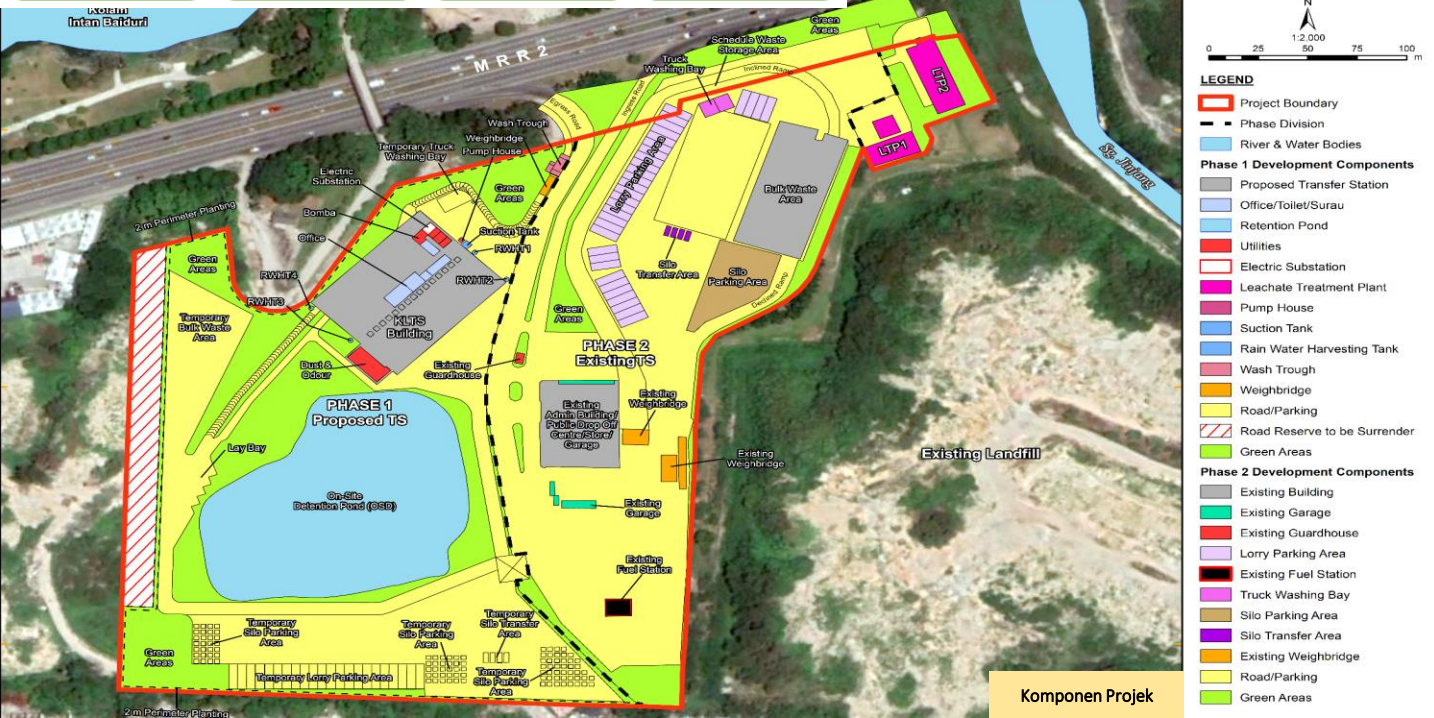 Kolam
Intan Baiduri
MRR 2
Green
Areas
Schedule Waste
Storage Area
Truck
Washing Bay
Inclined Ramp
Ingress Road
Egress Road
LTP2
LTP1
Sg. Jinjang
Wash Trough
Weighbridge
Pump House
Temporary Truck
Washing Bay
Electric
Substation
Green
Areas
Bomba
Suction Tank
Office
RWHT1
RWHT2
2 m Perimeter Planting
Green
Areas
RWHT4
RWHT3
Temporary
Bulk Waste
Area
KLTS
Building
Lorry Parking Area
Bulk Waste
Area
Silo
Transfer Area
Silo
Parking Area
Declined Ramp
Green
Areas
Dust &
Odour
Existing
Guardhouse
PHASE 2
ExistingTS
PHASE 1
Proposed TS
Existing
Admin Building/
Public Drop Off
Centre/Store/
Garage
Existing
Weighbridge
Existing
Weighbridge
Existing Landfill
Lay Bay
On-Site
Detention Pond (OSD)
Existing
Garage
Existing
Fuel Station
Temporary
Silo Parking
Area
Temporary
Silo Parking
Area
Temporary
Silo Transfer
Area
Temporary
Silo Parking
Area
Green
Areas
Temporary Lorry Parking Area
2 m Perimeter Planting
Komponen Projek
N
1:2,000
0 25 50 75 100
m
LEGEND
Project Boundary
Phase Division
River & Water Bodies
Phase 1 Development Components
Proposed Transfer Station
Office/Toilet/Surau
Retention Pond
Utilities
Electric Substation
Leachate Treatment Plant
Pump House
Suction Tank
Rain Water Harvesting Tank
Wash Trough
Weighbridge
Road/Parking
Road Reserve to be Surrender
Green Areas
Phase 2 Development Components
Existing Building
Existing Garage
Existing Guardhouse
Lorry Parking Area
Existing Fuel Station
Truck Washing Bay
Silo Parking Area
Silo Transfer Area
Existing Weighbridge
Road/Parking
Green Areas